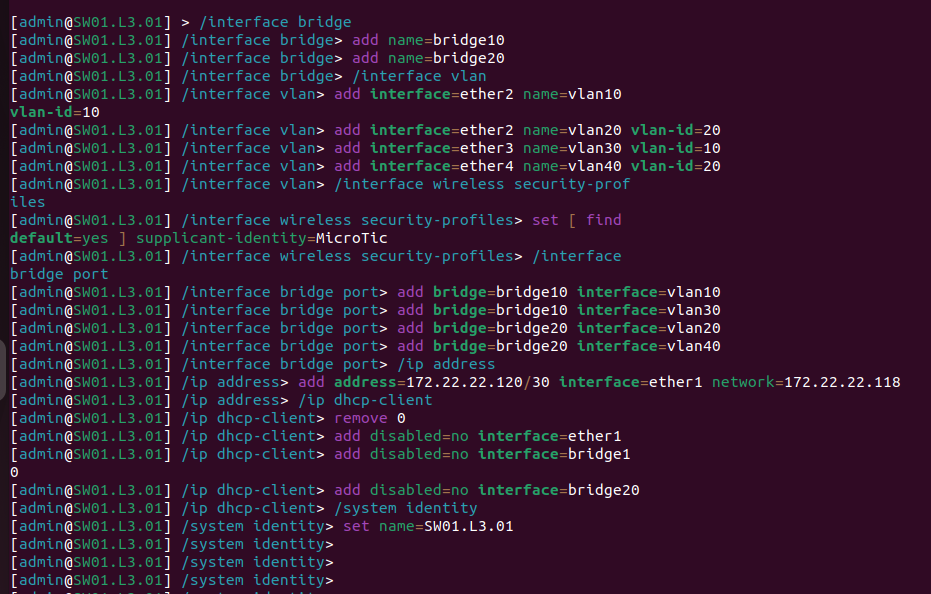 [admin@SW01.L3.01] > /interface bridge
[admin@SW01.L3.01] /interface bridge> add name=bridge10
[admin@SW01.L3.01] /interface bridge> add name=bridge20
[admin@SW01.L3.01] /interface bridge> /interface vlan
[admin@SW01.L3.01] /interface vlan> add interface=ether2 name=vlan10
vlan-id=10
[admin@SW01.L3.01] /interface vlan> add interface=ether2 name=vlan20 vlan-id=20
[admin@SW01.L3.01] /interface vlan> add interface=ether3 name=vlan30 vlan-id=10
[admin@SW01.L3.01] /interface vlan> add interface=ether4 name=vlan40 vlan-id=20
[admin@SW01.L3.01] /interface vlan> /interface wireless security-prof
iles
[admin@SW01.L3.01] /interface wireless security-profiles> set [ find
default=yes ] supplicant-identity=MicroTic
[admin@SW01.L3.01] /interface wireless security-profiles> /interface
bridge port
[admin@SW01.L3.01] /interface bridge port> add bridge=bridge10 interface=vlan10
[admin@SW01.L3.01] /interface bridge port> add bridge=bridge10 interface=vlan30
[admin@SW01.L3.01] /interface bridge port> add bridge=bridge20 interface=vlan20
[admin@SW01.L3.01] /interface bridge port> add bridge=bridge20 interface=vlan40
[admin@SW01.L3.01] /interface bridge port> /ip address
[admin@SW01.L3.01] /ip address> add address=172.22.22.120/30 interface=ether1 network=172.22.22.118
[admin@SW01.L3.01] /ip address> /ip dhcp-client
[admin@SW01.L3.01] /ip dhcp-client> remove 0
[admin@SW01.L3.01] /ip dhcp-client> add disabled=no interface=ether1
[admin@SW01.L3.01] /ip dhcp-client> add disabled=no interface=bridge1
0
[admin@SW01.L3.01] /ip dhcp-client> add disabled=no interface=bridge20
[admin@SW01.L3.01] /ip dhcp-client> /system identity
[admin@SW01.L3.01] /system identity> set name=SW01.L3.01
[admin@SW01.L3.01] /system identity>
[admin@SW01.L3.01] /system identity>
[admin@SW01.L3.01] /system identity>